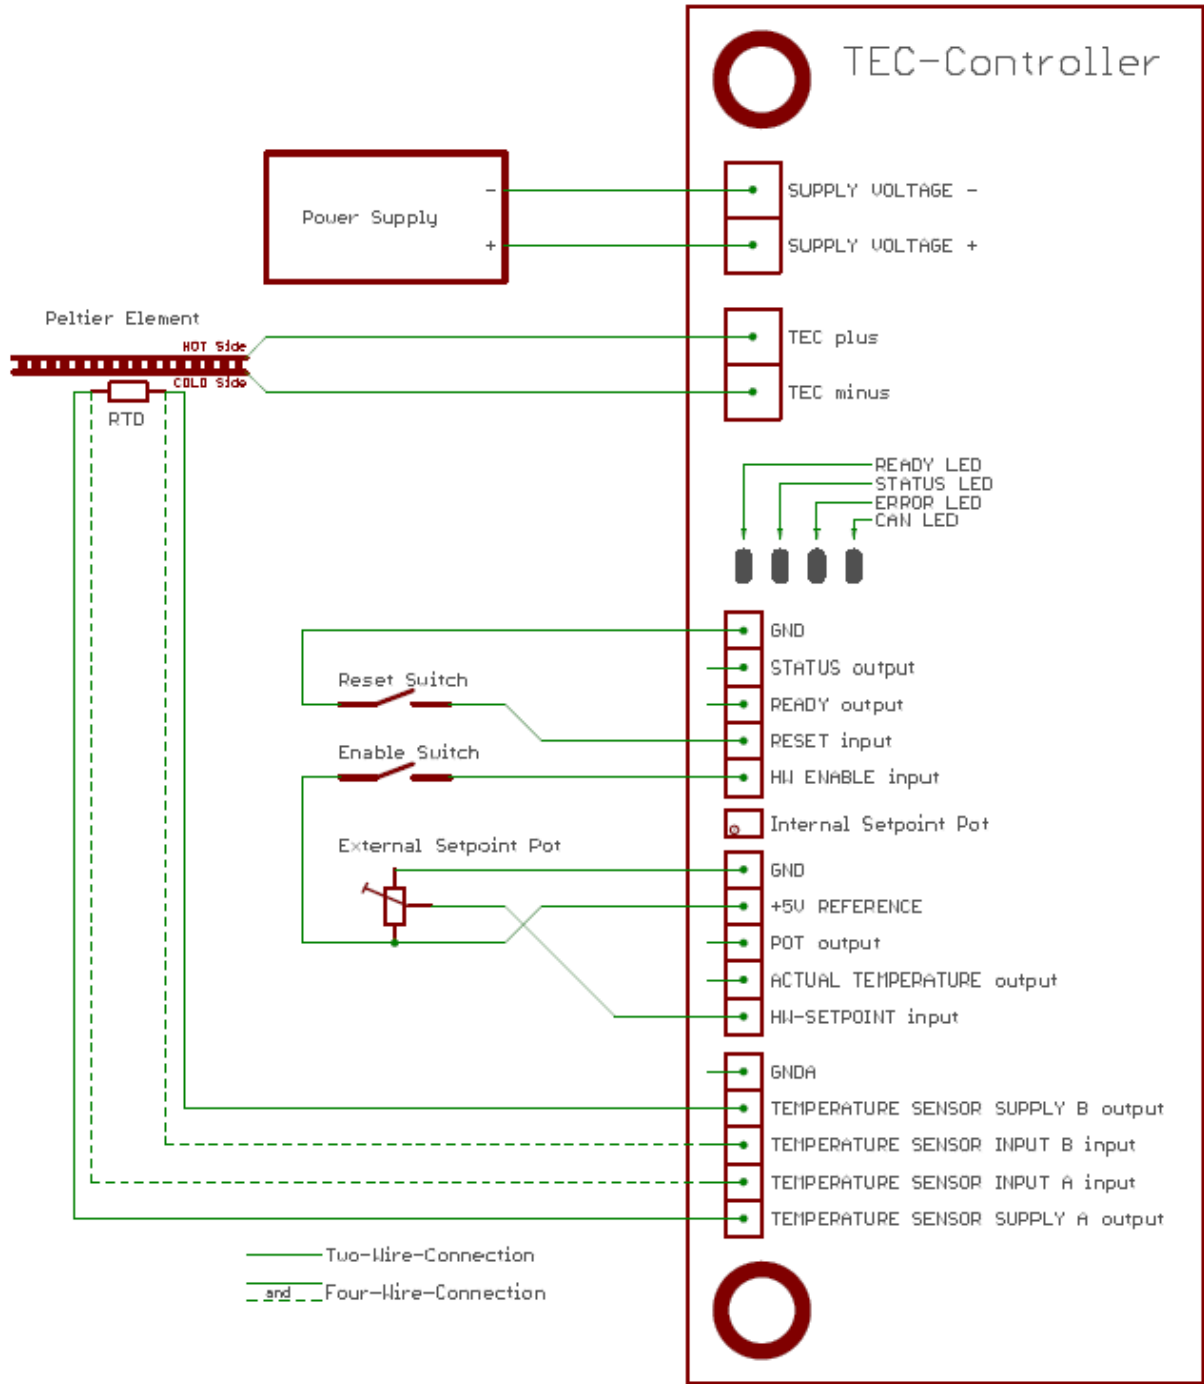 TEC-Controller
Power Supply
-
+
SUPPLY VOLTAGE -
SUPPLY VOLTAGE +
Peltier Element
HOT Side
COLD Side
RTD
TEC plus
TEC minus
READY LED
STATUS LED
ERROR LED
CAN LED
GND
STATUS output
READY output
RESET input
HW ENABLE input
Reset Switch
Enable Switch
Internal Setpoint Pot
External Setpoint Pot
GND
+5V REFERENCE
POT output
ACTUAL TEMPERATURE output
HW-SETPOINT input
GNDA
TEMPERATURE SENSOR SUPPLY B output
TEMPERATURE SENSOR INPUT B input
TEMPERATURE SENSOR INPUT A input
TEMPERATURE SENSOR SUPPLY A output
Two-Wire-Connection
and Four-Wire-Connection